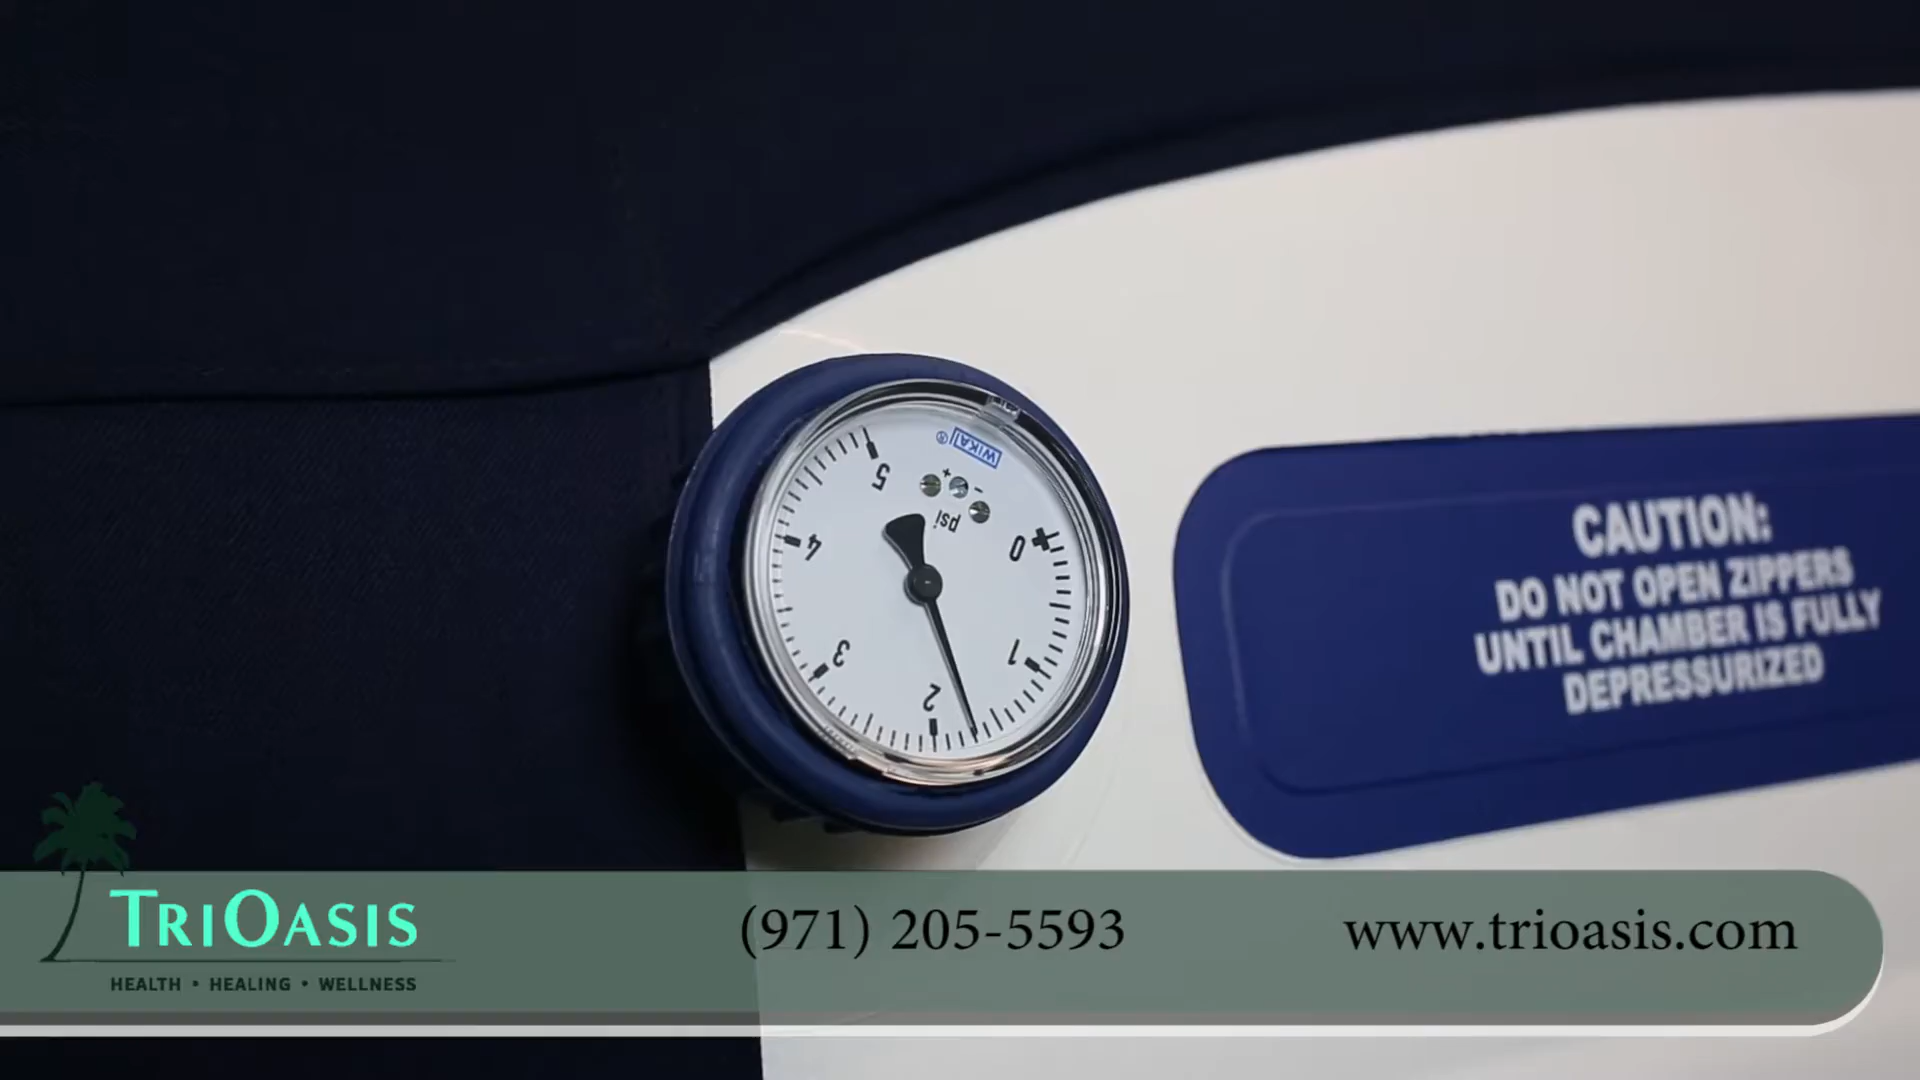 WIKA ®
+ -
psi
0
1
2
3
4
5
CAUTION:
DO NOT OPEN ZIPPERS
UNTIL CHAMBER IS FULLY
DEPRESSURIZED
TRIOASIS
HEALTH • HEALING • WELLNESS
(971) 205-5593
www.trioasis.com